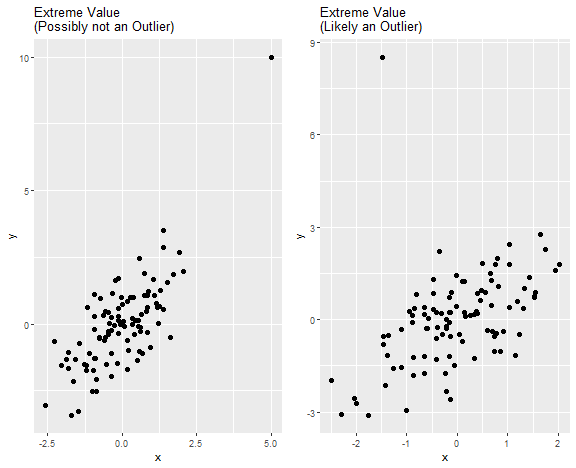 Extreme Value
(Possibly not an Outlier)
10
5
0
y
-2.5 0.0 2.5 5.0
x
Extreme Value
(Likely an Outlier)
9
6
3
0
-3
y
-2 -1 0 1 2
x